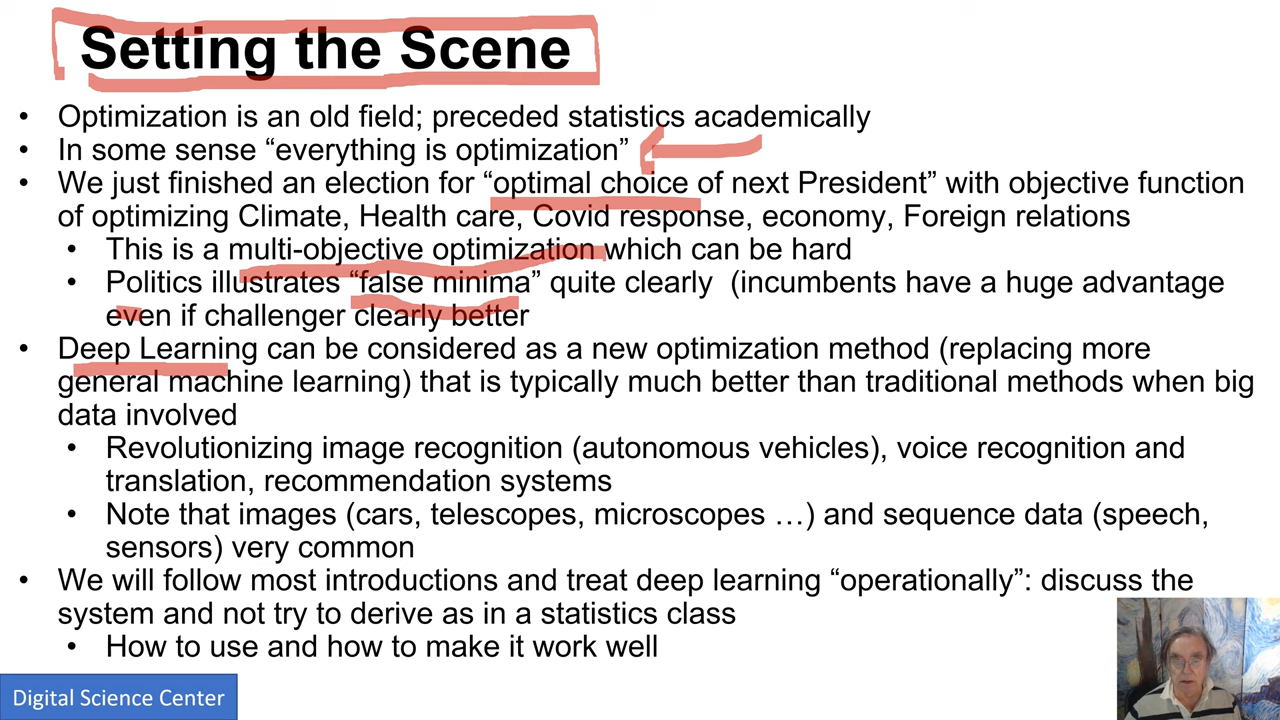 Setting the Scene
• Optimization is an old field; preceded statistics academically
• In some sense “everything is optimization”
• We just finished an election for “optimal choice of next President” with objective function
of optimizing Climate, Health care, Covid response, economy, Foreign relations
• This is a multi-objective optimization which can be hard
• Politics illustrates “false minima” quite clearly (incumbents have a huge advantage
even if challenger clearly better
• Deep Learning can be considered as a new optimization method (replacing more
general machine learning) that is typically much better than traditional methods when big
data involved
• Revolutionizing image recognition (autonomous vehicles), voice recognition and
translation, recommendation systems
• Note that images (cars, telescopes, microscopes …) and sequence data (speech,
sensors) very common
• We will follow most introductions and treat deep learning “operationally”: discuss the
system and not try to derive as in a statistics class
• How to use and how to make it work well
Digital Science Center